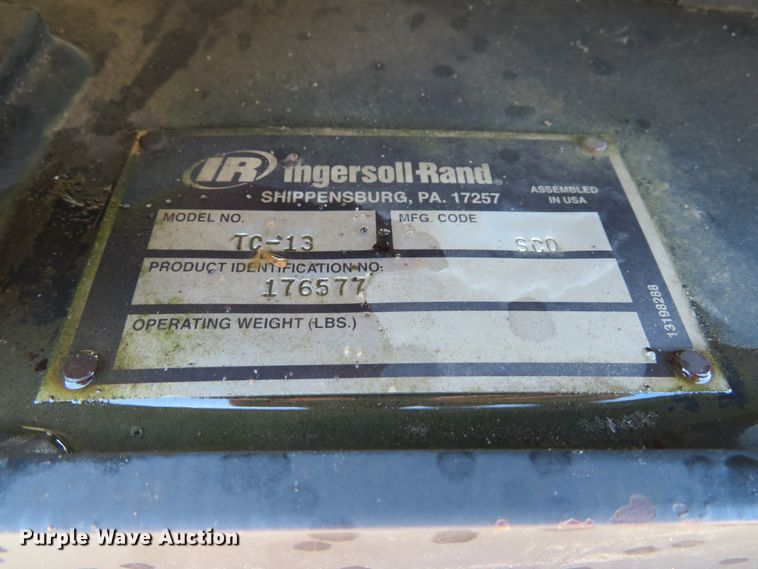 IR Ingersoll-Rand®
SHIPPENSBURG, PA. 17257
ASSEMBLED
IN USA
MODEL NO.
TC-13
MFG. CODE
SCO
PRODUCT IDENTIFICATION NO:
176577
OPERATING WEIGHT (LBS.)
13198288
Purple Wave Auction